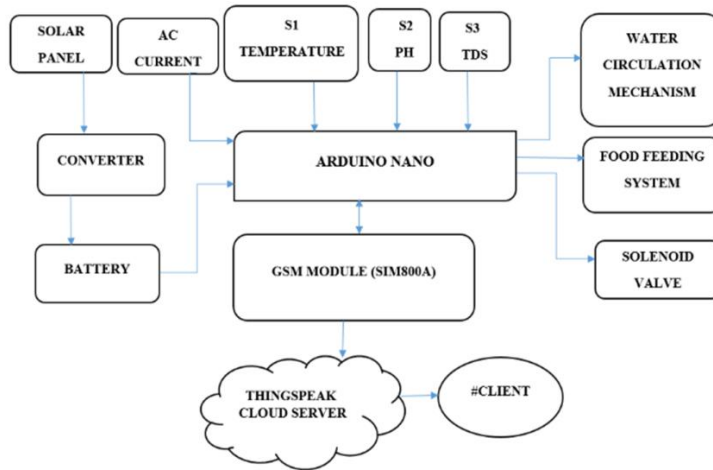 SOLAR
PANEL
AC
CURRENT
S1
TEMPERATURE
S2
PH
S3
TDS
WATER
CIRCULATION
MECHANISM
CONVERTER
ARDUINO NANO
FOOD FEEDING
SYSTEM
BATTERY
GSM MODULE (SIM800A)
SOLENOID
VALVE
THINGSPEAK
CLOUD SERVER
#CLIENT